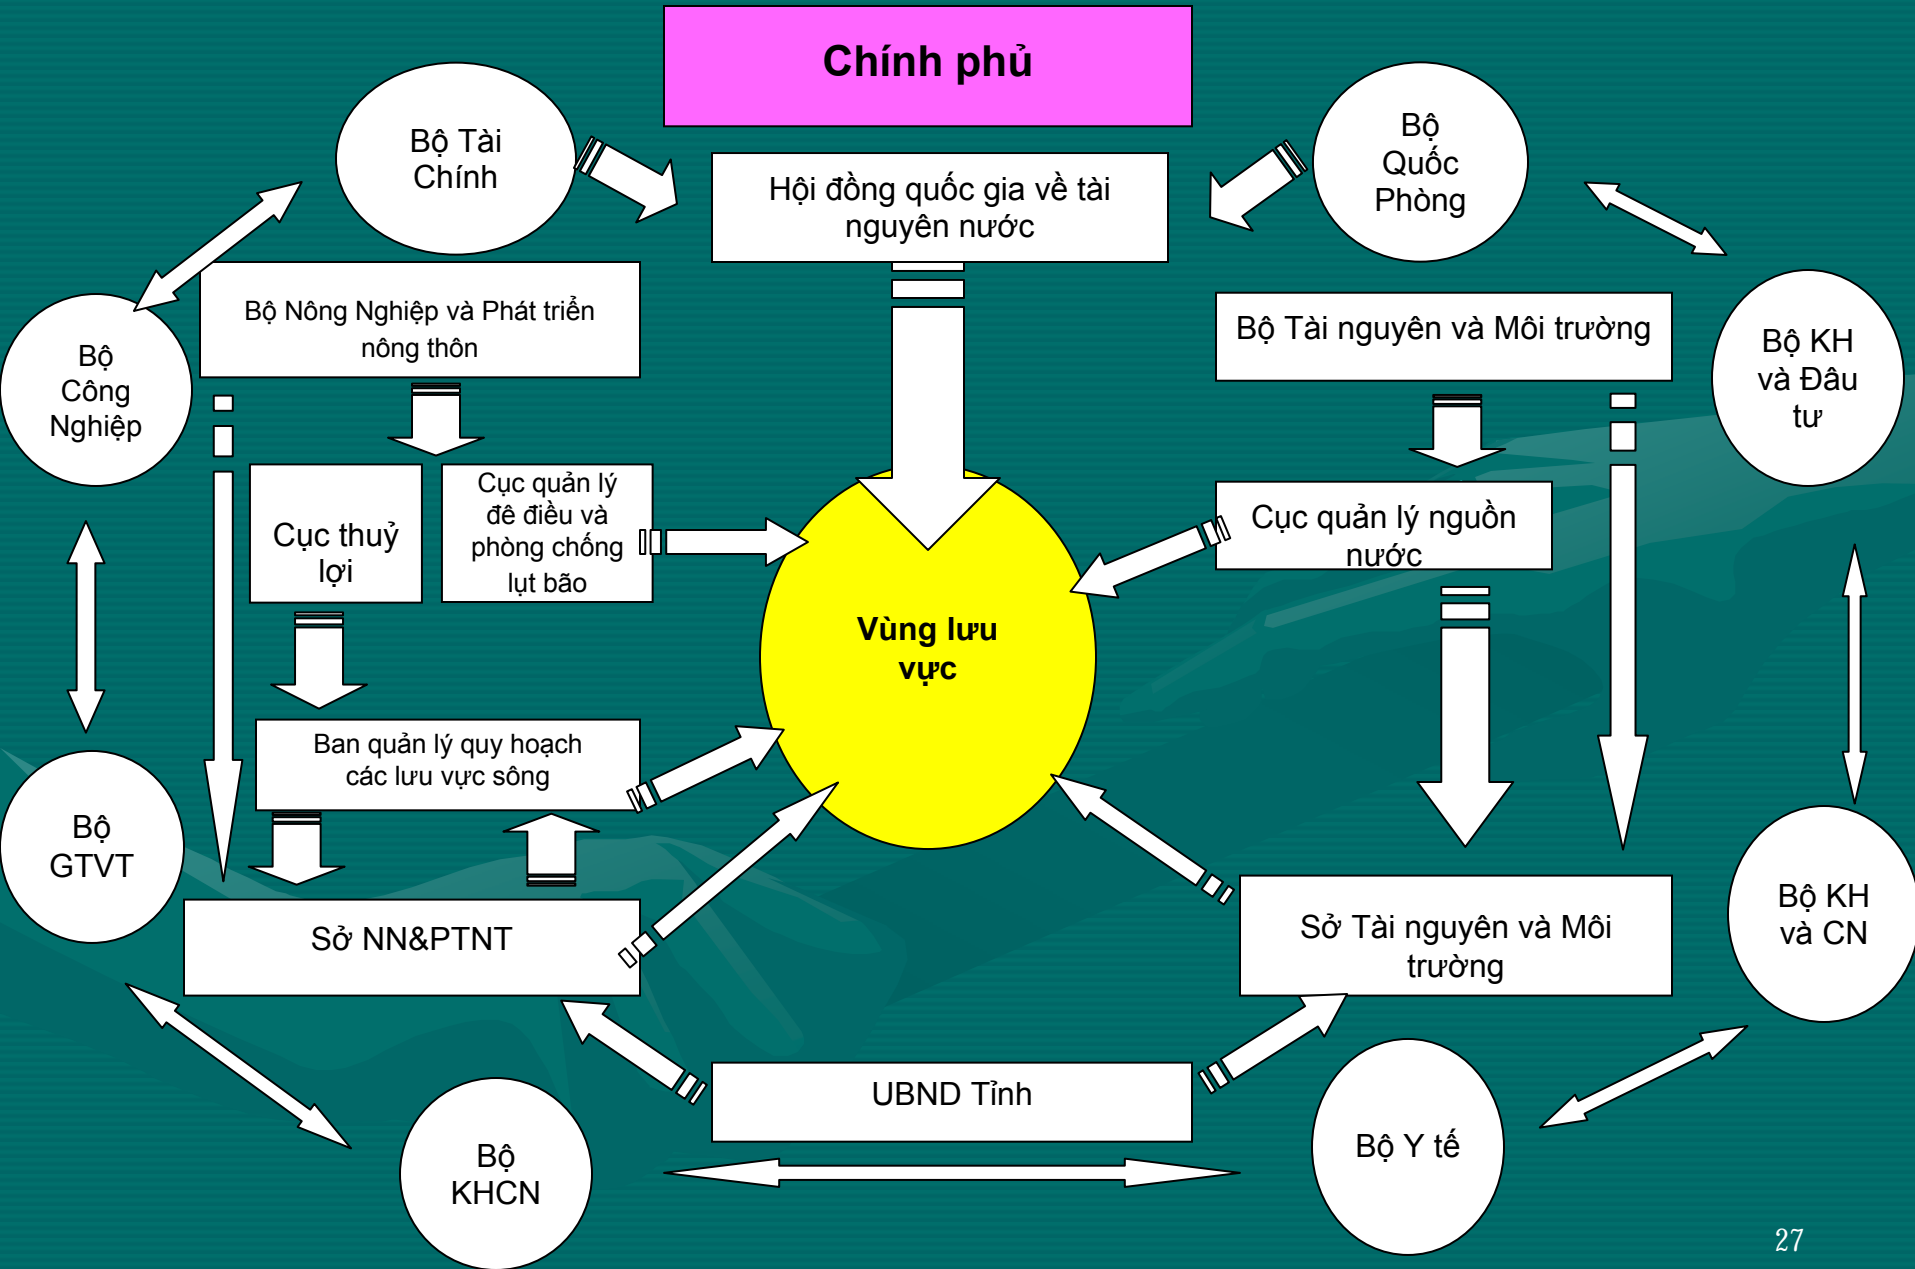 Chính phủ
Bộ Tài
Chính
Bộ
Quốc
Phòng
Hội đồng quốc gia về tài
nguyên nước
Bộ Nông Nghiệp và Phát triển
nông thôn
Bộ Tài nguyên và Môi trường
Bộ
Công
Nghiệp
Bộ KH
và Đâu
tư
Cục thuỷ
lợi
Cục quản lý
đê điều và
phòng chống
lụt bão
Cục quản lý nguồn
nước
Vùng lưu
vực
Ban quản lý quy hoạch
các lưu vực sông
Bộ
GTVT
Sở NN&PTNT
Sở Tài nguyên và Môi
trường
Bộ KH
và CN
UBND Tỉnh
Bộ
KHCN
Bộ Y tế
27